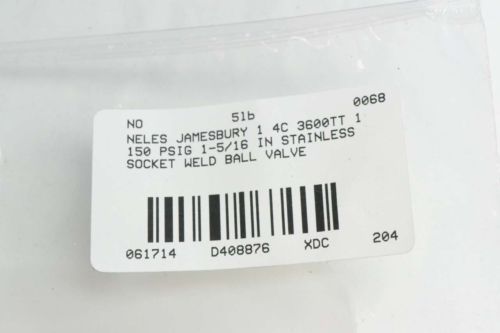 NO 5lb 0068
NELES JAMESBURY 1 4C 3600TT 1
150 PSIG 1-5/16 IN STAINLESS
SOCKET WELD BALL VALVE
061714 D408876 XDC 204